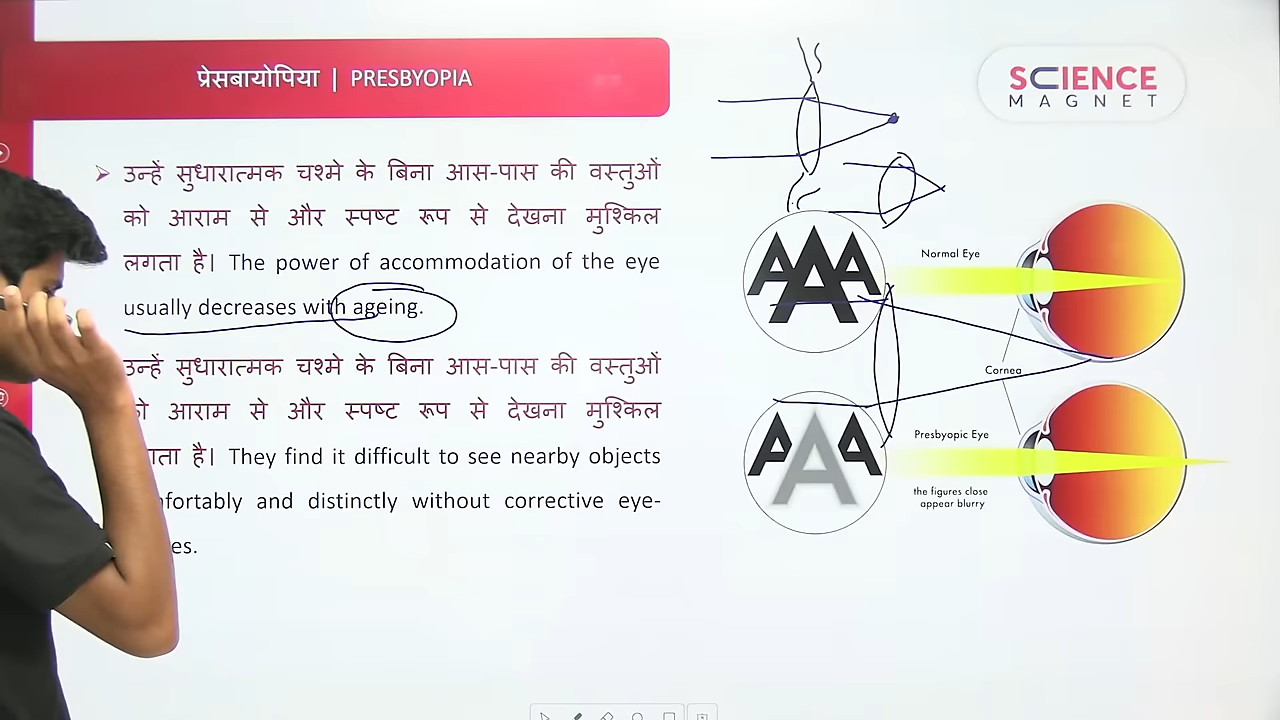 प्रेसबायोपिया | PRESBYOPIA
SCIENCE
MAGNET
उन्हें सुधारात्मक चश्मे के बिना आस-पास की वस्तुओं
को आराम से और स्पष्ट रूप से देखना मुश्किल
लगता है। The power of accommodation of the eye
usually decreases with ageing.
उन्हें सुधारात्मक चश्मे के बिना आस-पास की वस्तुओं
आराम से और स्पष्ट रूप से देखना मुश्किल
है। They find it difficult to see nearby objects
and distinctly without corrective eye-
AAA
A
Normal Eye
Cornea
A A A
Presbyopic Eye
the figures close
appear blurry